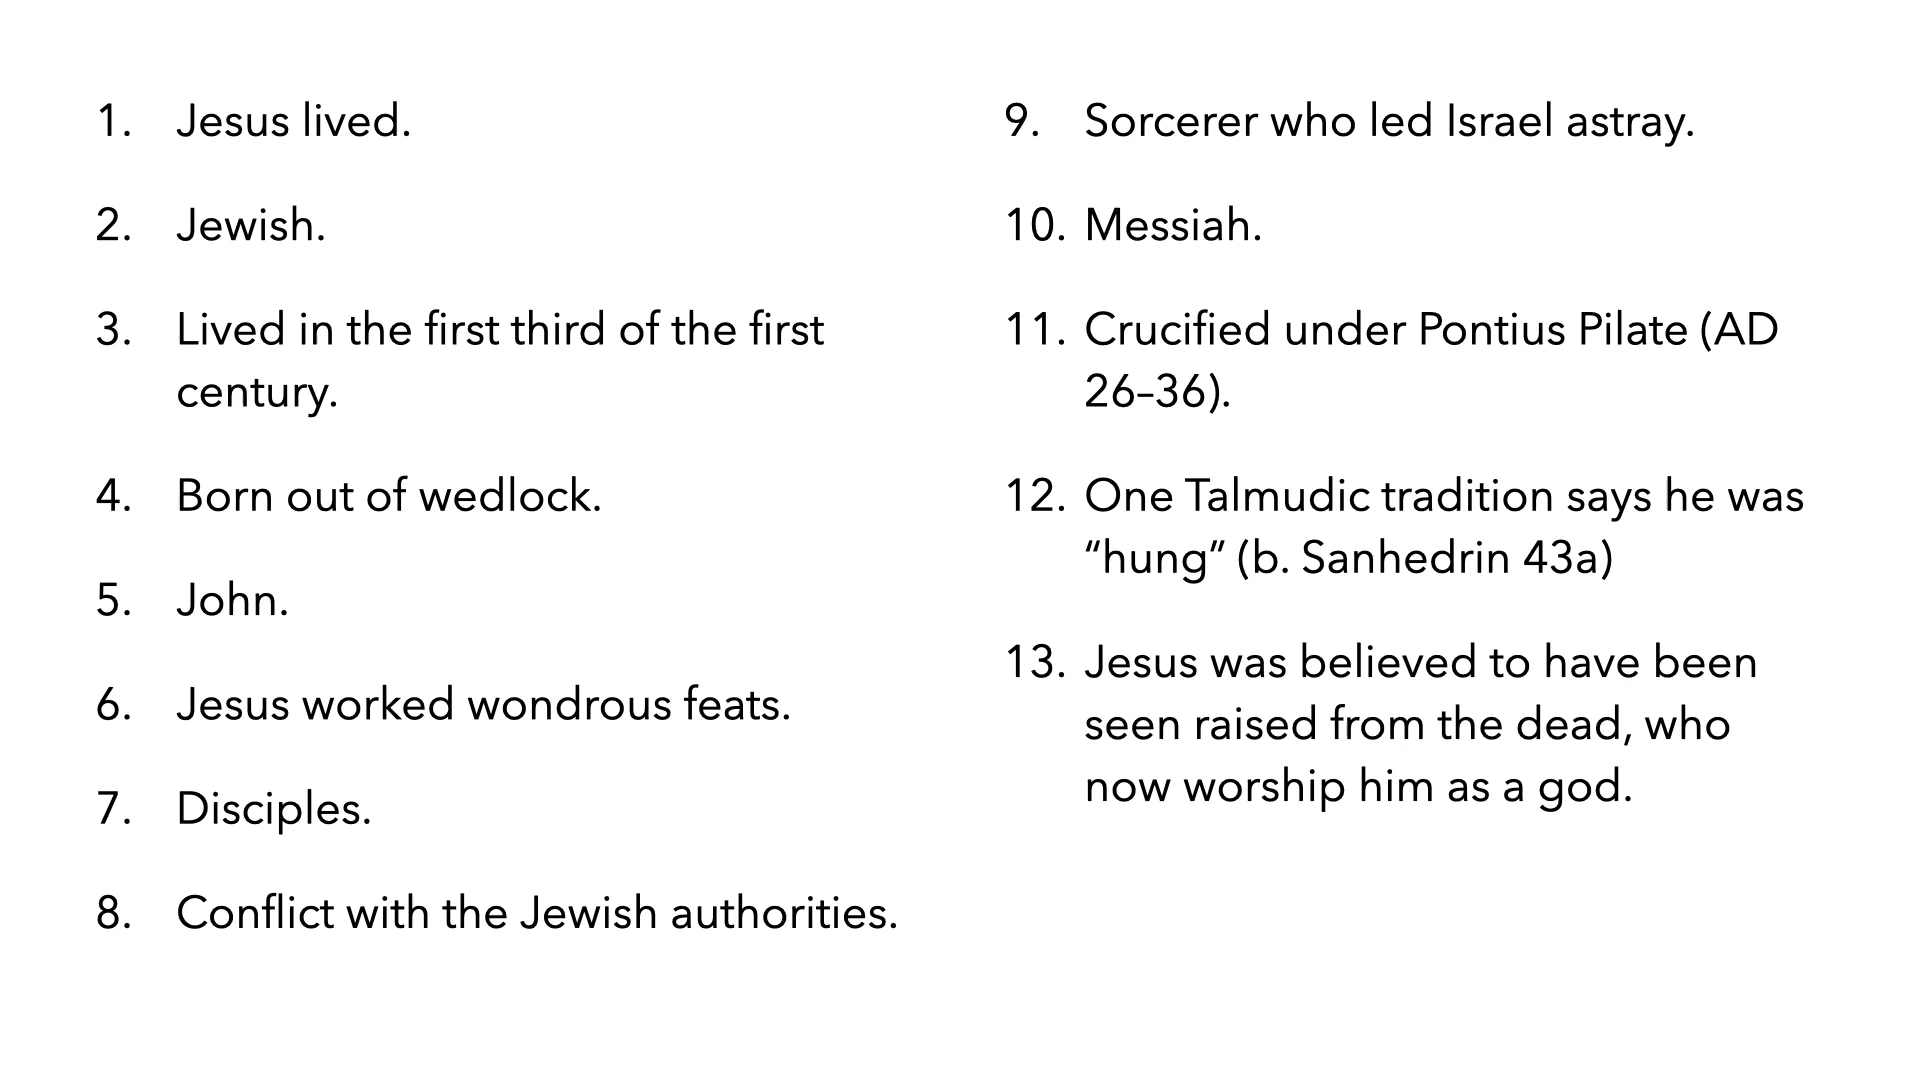 1. Jesus lived.
2. Jewish.
3. Lived in the first third of the first
century.
4. Born out of wedlock.
5. John.
6. Jesus worked wondrous feats.
7. Disciples.
8. Conflict with the Jewish authorities.
9. Sorcerer who led Israel astray.
10. Messiah.
11. Crucified under Pontius Pilate (AD
26–36).
12. One Talmudic tradition says he was
“hung” (b. Sanhedrin 43a)
13. Jesus was believed to have been
seen raised from the dead, who
now worship him as a god.